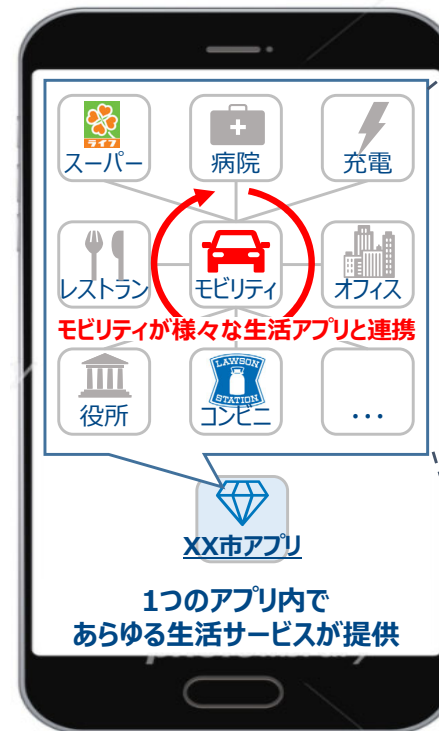 ライフ
スーパー
病院
充電
レストラン
モビリティ
オフィス
モビリティが様々な生活アプリと連携
役所
LAWSON
STATION
コンビニ
...
XX市アプリ
1つのアプリ内で
あらゆる生活サービスが提供